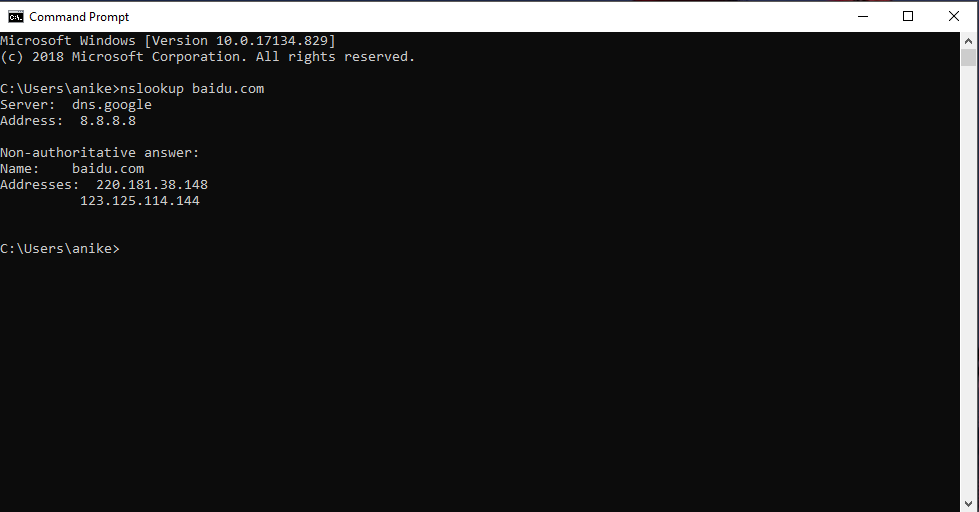 Command Prompt
Microsoft Windows [Version 10.0.17134.829]
(c) 2018 Microsoft Corporation. All rights reserved.
C:\Users\anike>nslookup baidu.com
Server:  dns.google
Address:  8.8.8.8
Non-authoritative answer:
Name:    baidu.com
Addresses:  220.181.38.148
          123.125.114.144
C:\Users\anike>